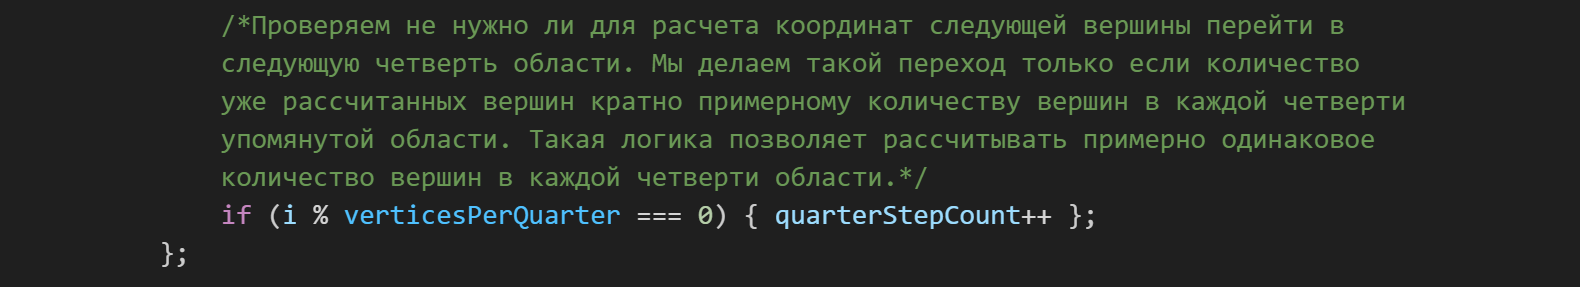 /*Проверяем не нужно ли для расчета координат следующей вершины перейти в
следующую четверть области. Мы делаем такой переход только если количество
уже рассчитанных вершин кратно примерному количеству вершин в каждой четверти
упомянутой области. Такая логика позволяет рассчитывать примерно одинаковое
количество вершин в каждой четверти области.*/
if (i % verticesPerQuarter === 0) { quarterStepCount++ };
};